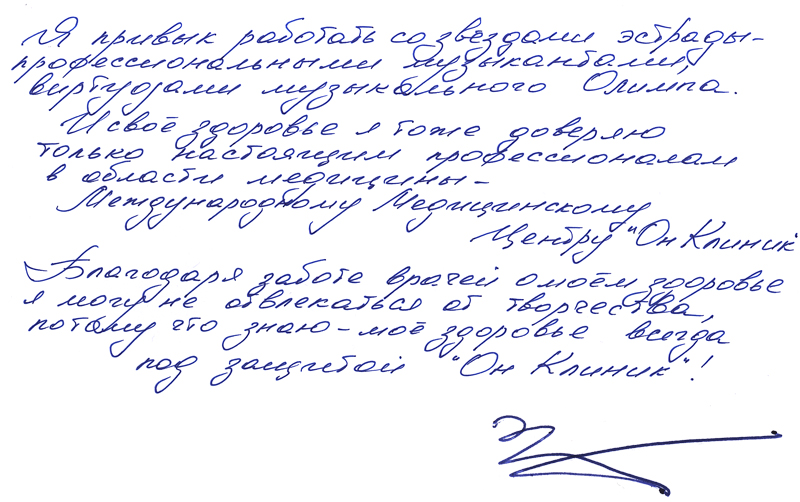 Я привык работать со звёздами эстрады-
профессиональными музыкантами,
виртуозами музыкального Олимпа.
И своё здоровье я тоже доверяю
только настоящим профессионалам
в области медицины-
Международному Медицинскому
Центру "Он Клиник
Благодаря заботе врачей о моём здоровье
я могу не отвлекаться от творчества,
потому что знаю-моё здоровье всегда
под защитой "Он Клиник"!